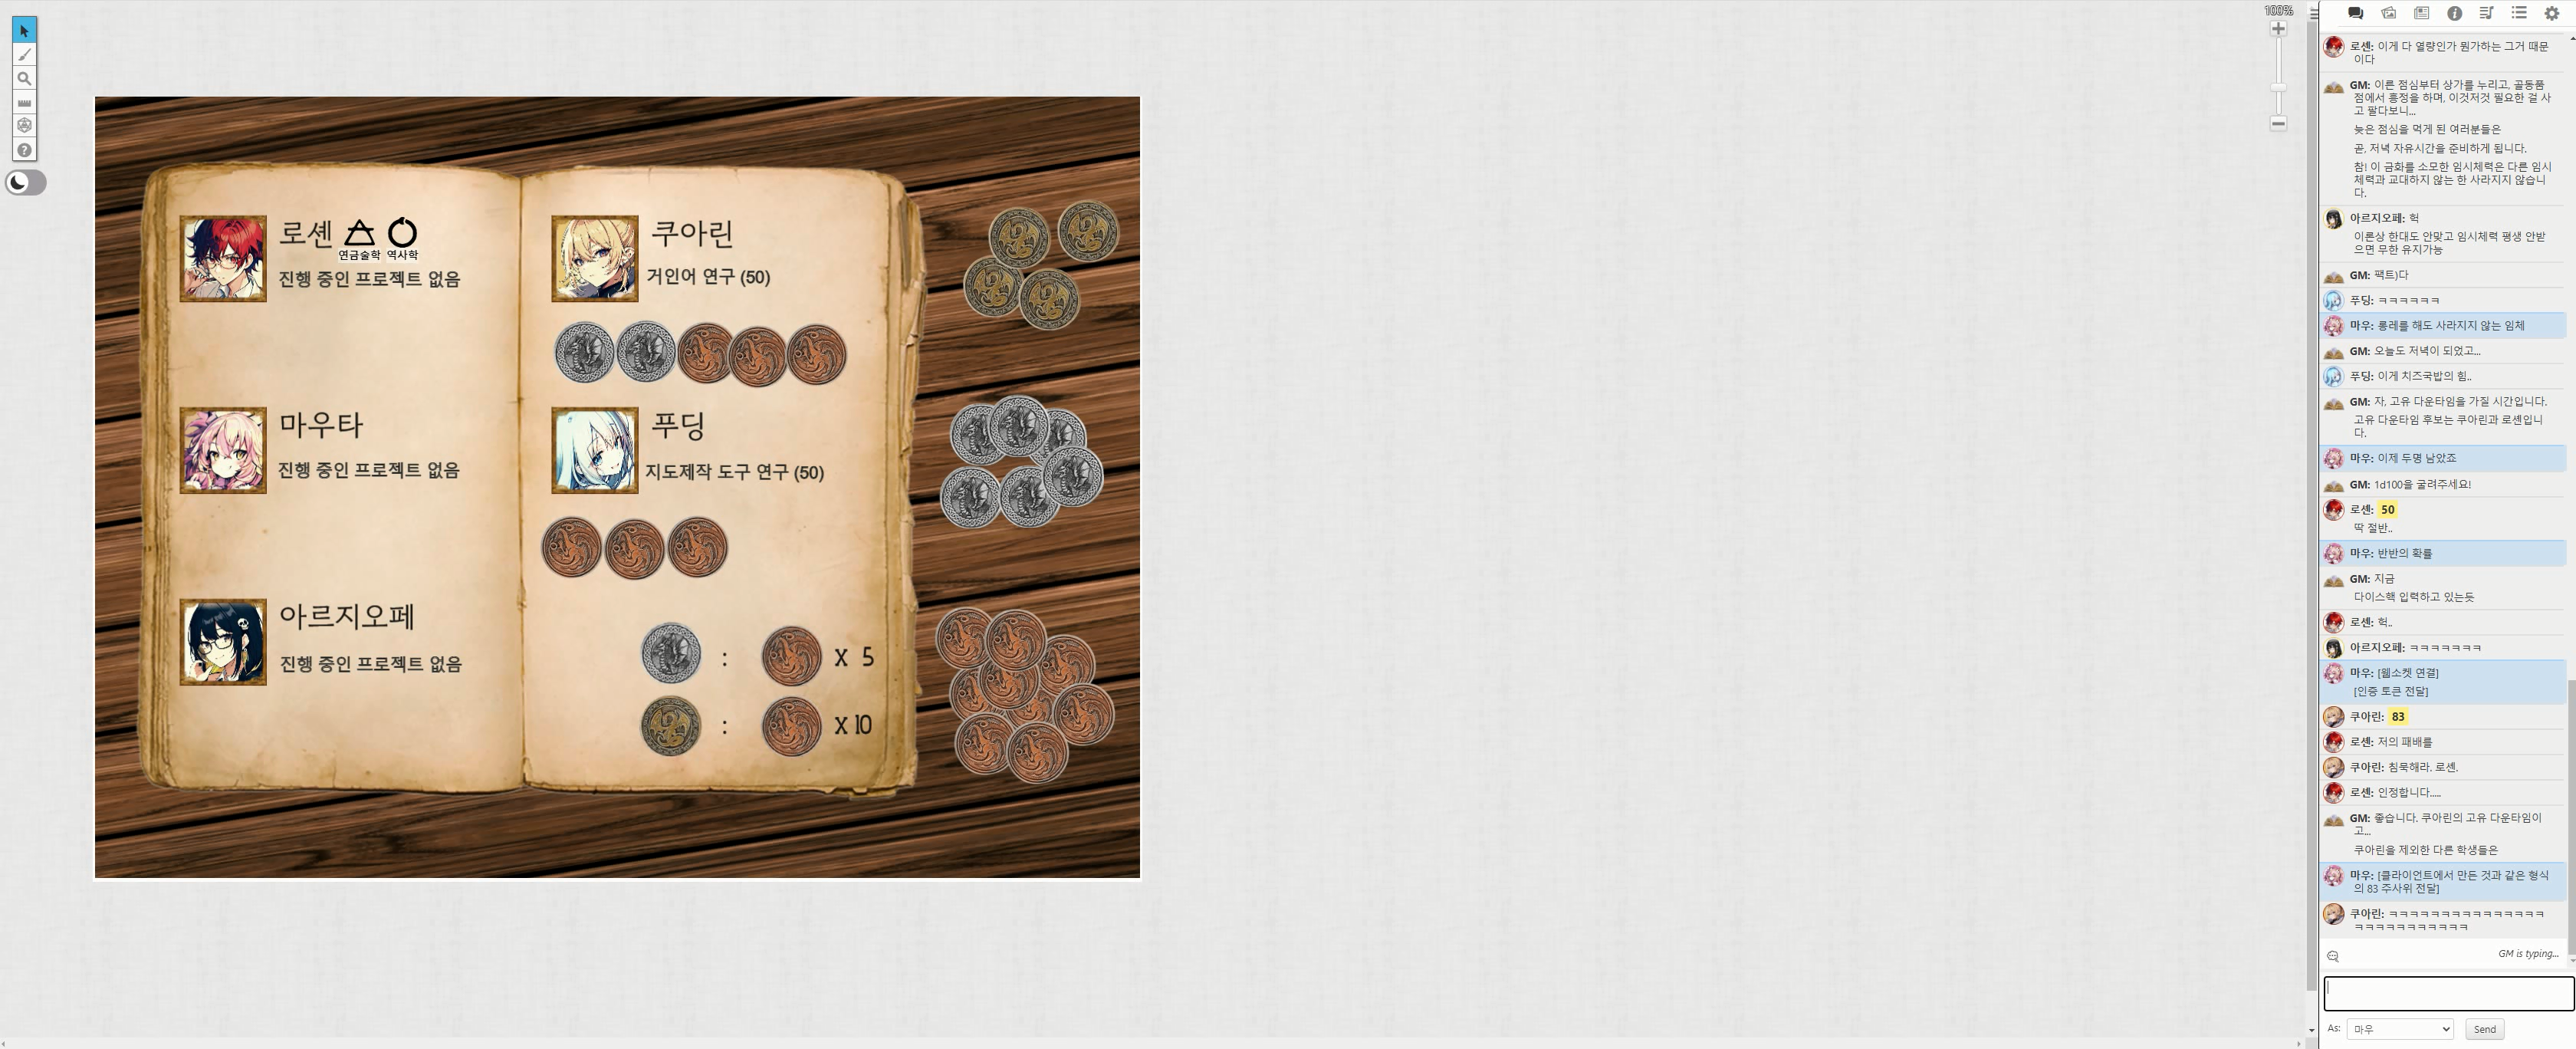 100%
로셴
연금술학 역사학
진행 중인 프로젝트 없음
쿠아린
거인어 연구 (50)
마우타
진행 중인 프로젝트 없음
푸딩
지도제작 도구 연구 (50)
아르지오페
진행 중인 프로젝트 없음
: X 5
: X 10
로셴: 이게 다 열량인가 뭔가하는 그거 때문
이다
GM: 이른 점심부터 상가를 누리고, 골동품
점에서 흥정을 하며, 이것저것 필요한 걸 사
고 팔다보니...
늦은 점심을 먹게 된 여러분들은
곧, 저녁 자유시간을 준비하게 됩니다.
참! 이 금화를 소모한 임시체력은 다른 임시
체력과 교대하지 않는 한 사라지지 않습니
다.
아르지오페: 헉
이론상 한대도 안맞고 임시체력 평생 안받
으면 무한 유지가능
GM: 팩트)다
푸딩: ㅋㅋㅋㅋㅋㅋ
마우: 롱레를 해도 사라지지 않는 임체
GM: 오늘도 저녁이 되었고...
푸딩: 이게 치즈국밥의 힘..
GM: 자, 고유 다운타임을 가질 시간입니다.
고유 다운타임 후보는 쿠아린과 로셴입니
다.
마우: 이제 두명 남았죠
GM: 1d100을 굴려주세요!
로셴: 50
딱 절반..
마우: 반반의 확률
GM: 지금
다이스핵 입력하고 있는듯
로셴: 헉..
아르지오페: ㅋㅋㅋㅋㅋㅋㅋ
마우: [웹소켓 연결]
[인증 토큰 전달]
쿠아린: 83
로셴: 저의 패배를
쿠아린: 침묵해라. 로셴.
로셴: 인정합니다.....
GM: 좋습니다. 쿠아린의 고유 다운타임이
고...
쿠아린을 제외한 다른 학생들은
마우: [클라이언트에서 만든 것과 같은 형식
의 83 주사위 전달]
쿠아린: ㅋㅋㅋㅋㅋㅋㅋㅋㅋㅋㅋㅋㅋㅋㅋ
ㅋㅋㅋㅋㅋㅋㅋㅋㅋㅋㅋ
GM is typing...
As: 마우 Send